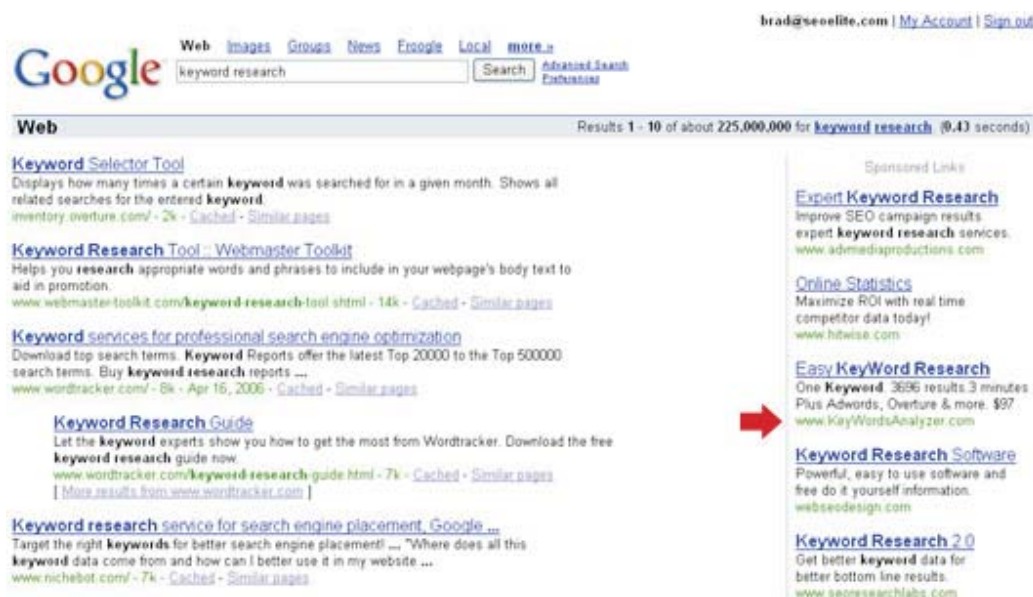 brad@seoelite.com | My Account | Sign out
Web Images Groups News Froogle Local more »
Google
keyword research
Search
Advanced Search
Preferences
Web
Results 1 - 10 of about 225,000,000 for keyword research. (0.43 seconds)
Keyword Selector Tool
Displays how many times a certain keyword was searched for in a given month. Shows all
related searches for the entered keyword.
inventory.overture.com/ - 2k - Cached - Similar pages
Keyword Research Tool :: Webmaster Toolkit
Helps you research appropriate words and phrases to include in your webpage's body text to
aid in promotion.
www.webmaster-toolkit.com/keyword-research-tool.shtml - 14k - Cached - Similar pages
Keyword services for professional search engine optimization
Download top search terms. Keyword Reports offer the latest Top 20000 to the Top 500000
search terms. Buy keyword research reports ...
www.wordtracker.com/ - 8k - Apr 16, 2006 - Cached - Similar pages
Keyword Research Guide
Let the keyword experts show you how to get the most from Wordtracker. Download the free
keyword research guide now.
www.wordtracker.com/keyword-research-guide.html - 7k - Cached - Similar pages
[ More results from www.wordtracker.com ]
Keyword research service for search engine placement, Google ...
Target the right keywords for better search engine placement! ... "Where does all this
keyword data come from and how can I better use it in my website ...
www.nichebot.com/ - 7k - Cached - Similar pages
Sponsored Links
Expert Keyword Research
Improve SEO campaign results
expert keyword research services.
www.advmediaproductions.com
Online Statistics
Maximize ROI with real time
competitor data today!
www.hitwise.com
Easy KeyWord Research
One Keyword. 3696 results.3 minutes
Plus Adwords, Overture & more. $97
www.KeyWordsAnalyzer.com
Keyword Research Software
Powerful, easy to use software and
free do it yourself information.
webseodesign.com
Keyword Research 2.0
Get better keyword data for
better bottom line results.
www.seoresearchlabs.com